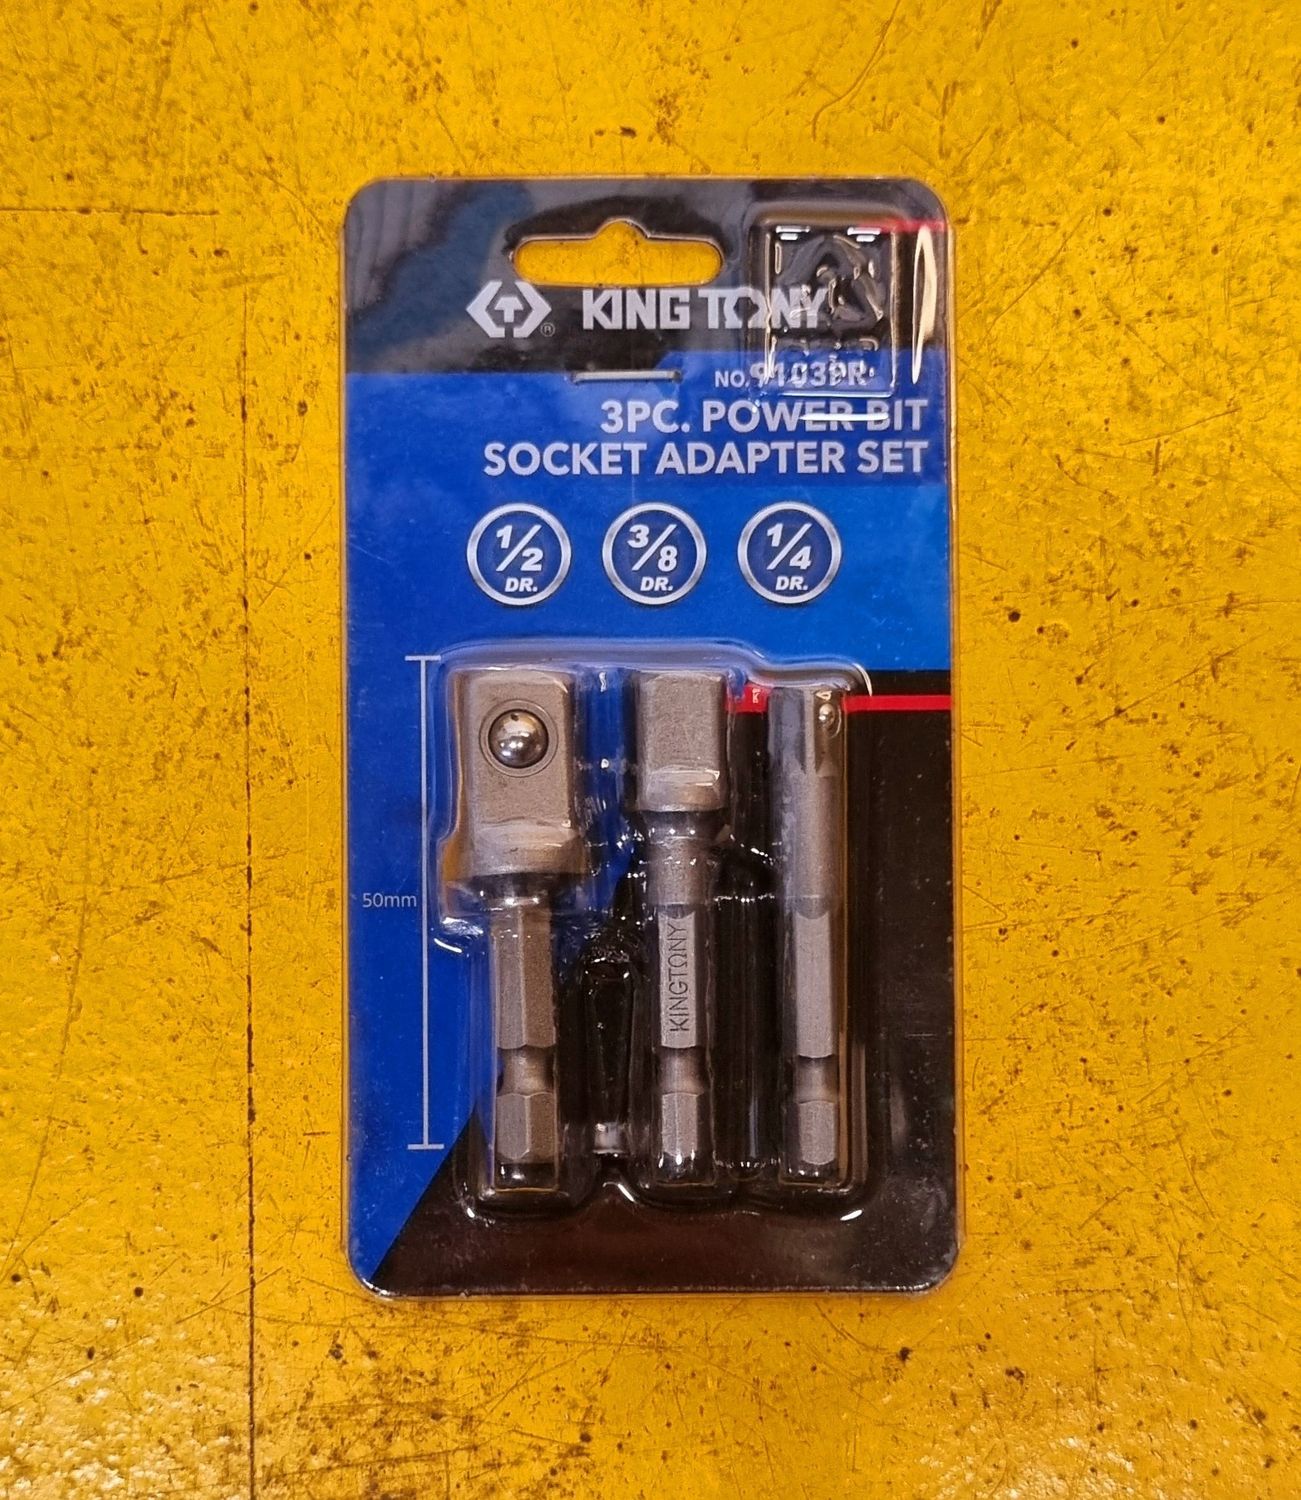 KING TONY
NO. 91039R
3PC. POWER BIT
SOCKET ADAPTER SET
1/2 DR.
3/8 DR.
1/4 DR.
50mm
KINGTONY